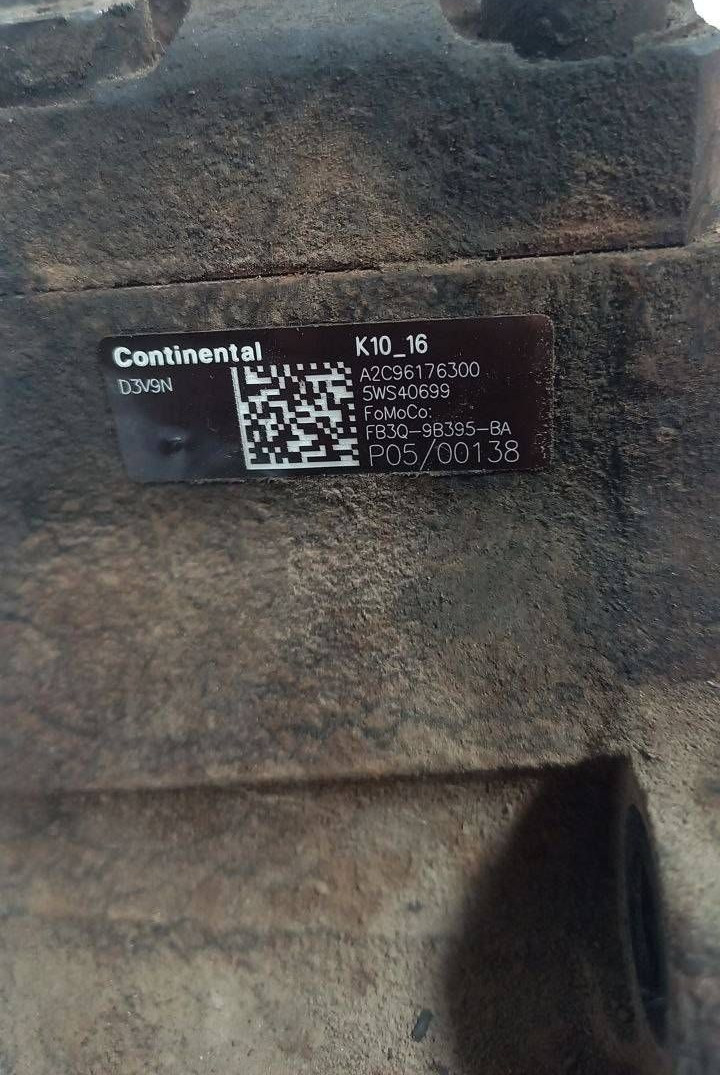 Continental K10_16
D3V9N
A2C96176300
5WS40699
FoMoCo:
FB3Q-9B395-BA
P05/00138